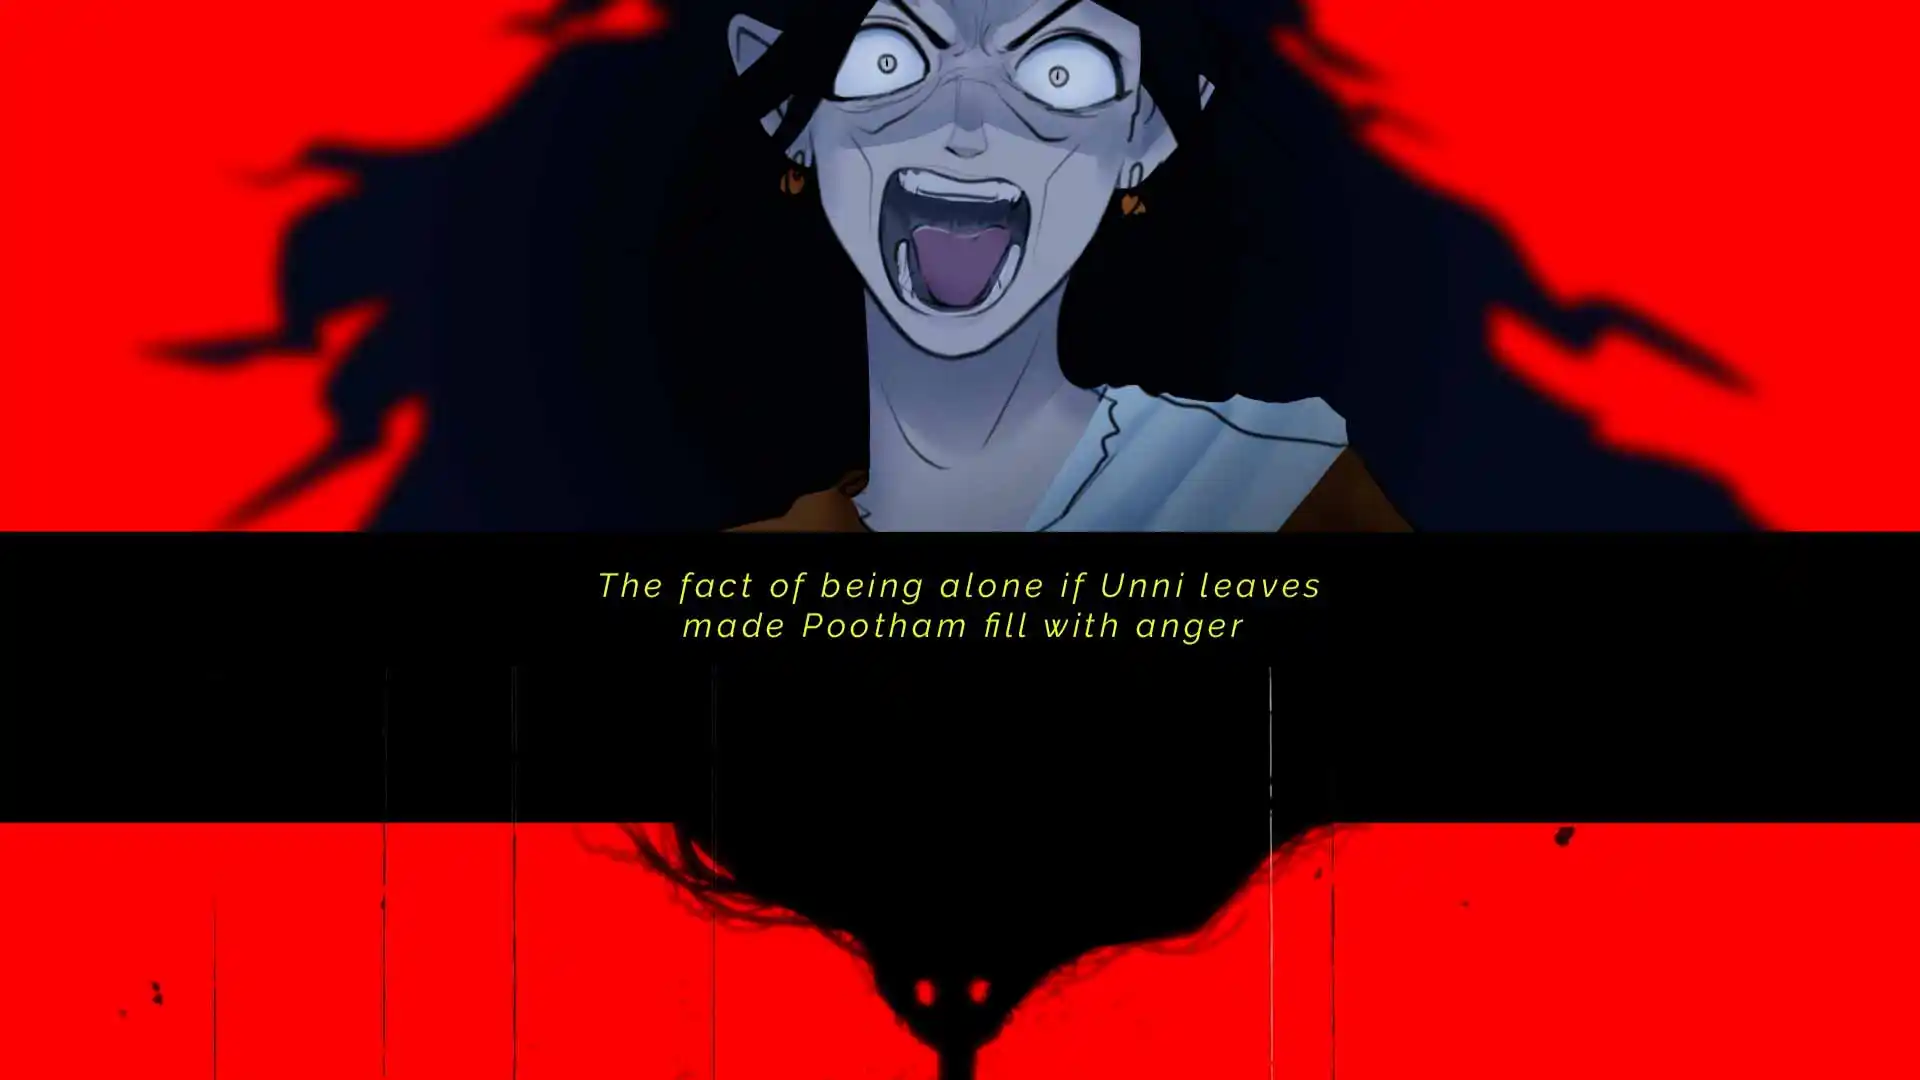 The fact of being alone if Unni leaves
made Pootham fill with anger